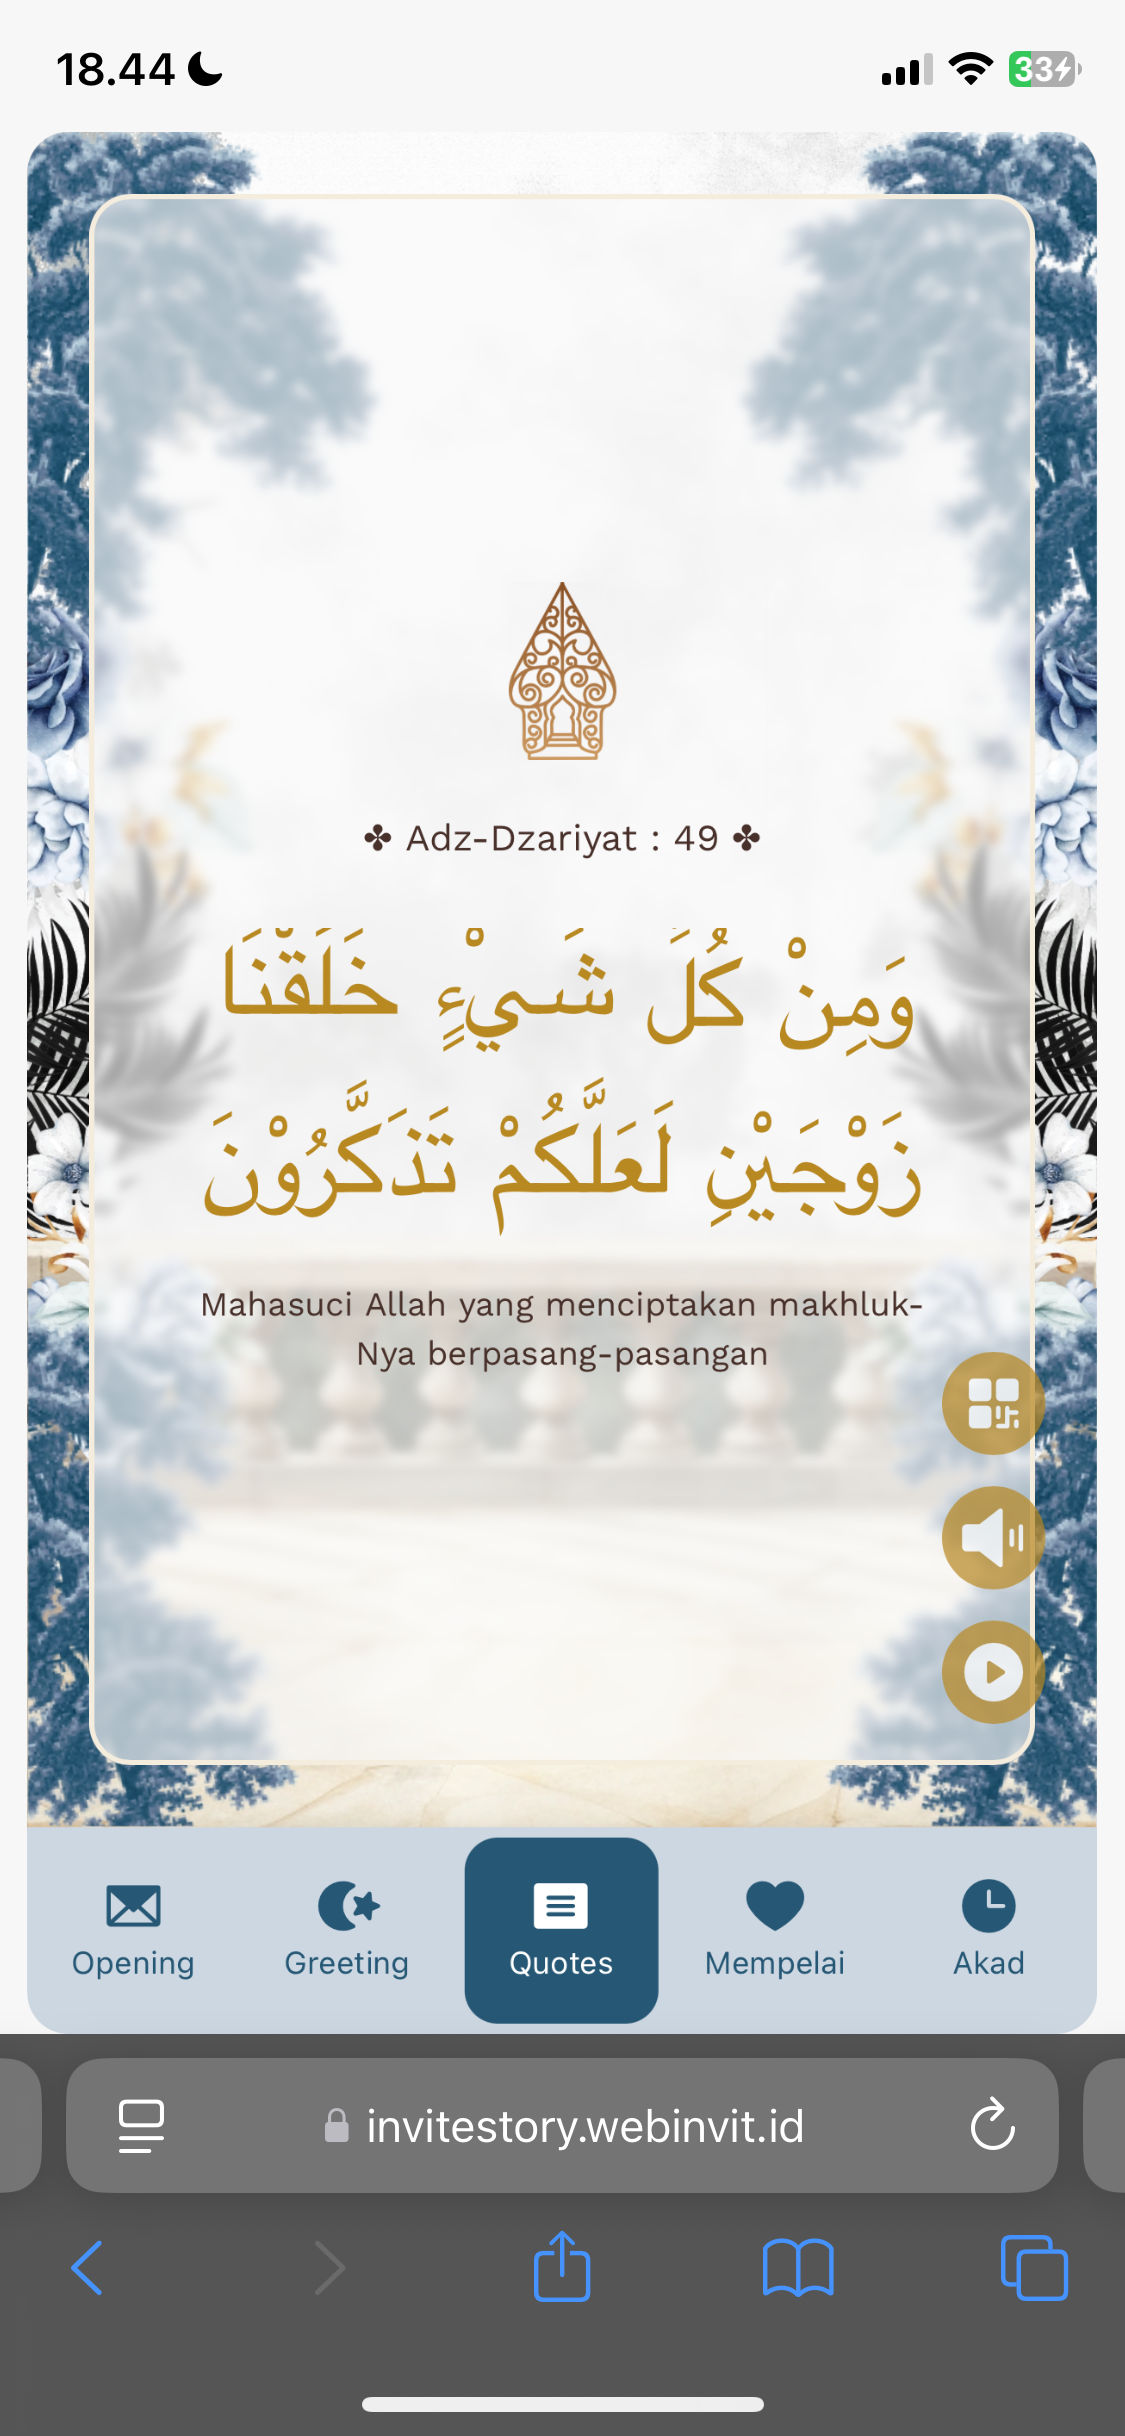 18.44
33
✤ Adz-Dzariyat : 49 ✤
وَمِنْ كُلَ شَيْءٍ خَلَقْنَا
زَوْجَيْنِ لَعَلَّكُمْ تَذَكَّرُوْنَ
Mahasuci Allah yang menciptakan makhluk-
Nya berpasang-pasangan
Opening
Greeting
Quotes
Mempelai
Akad
invitestory.webinvit.id